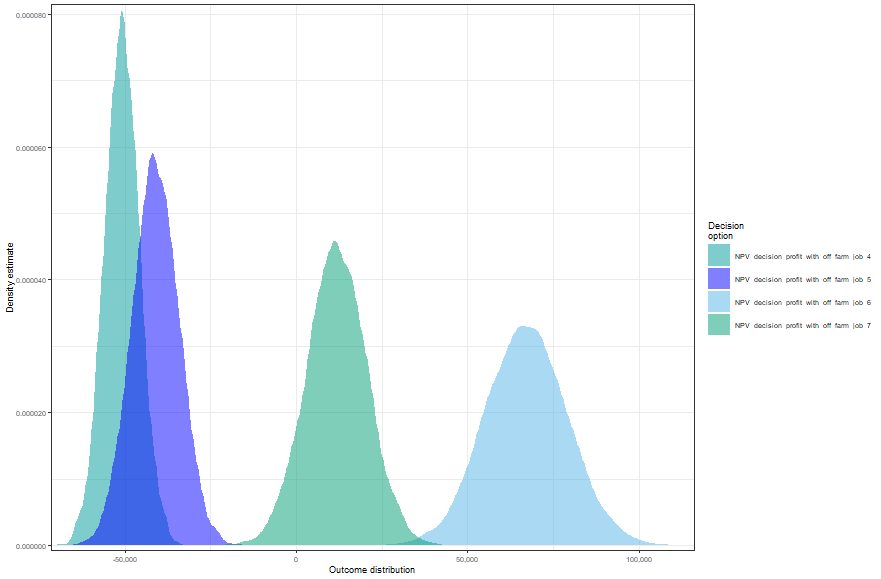 0.000080
0.000060
0.000040
0.000020
0.000000
Density estimate
-50,000
0
50,000
100,000
Outcome distribution
Decision
option
NPV decision profit with off farm job 4
NPV decision profit with off farm job 5
NPV decision profit with off farm job 6
NPV decision profit with off farm job 7